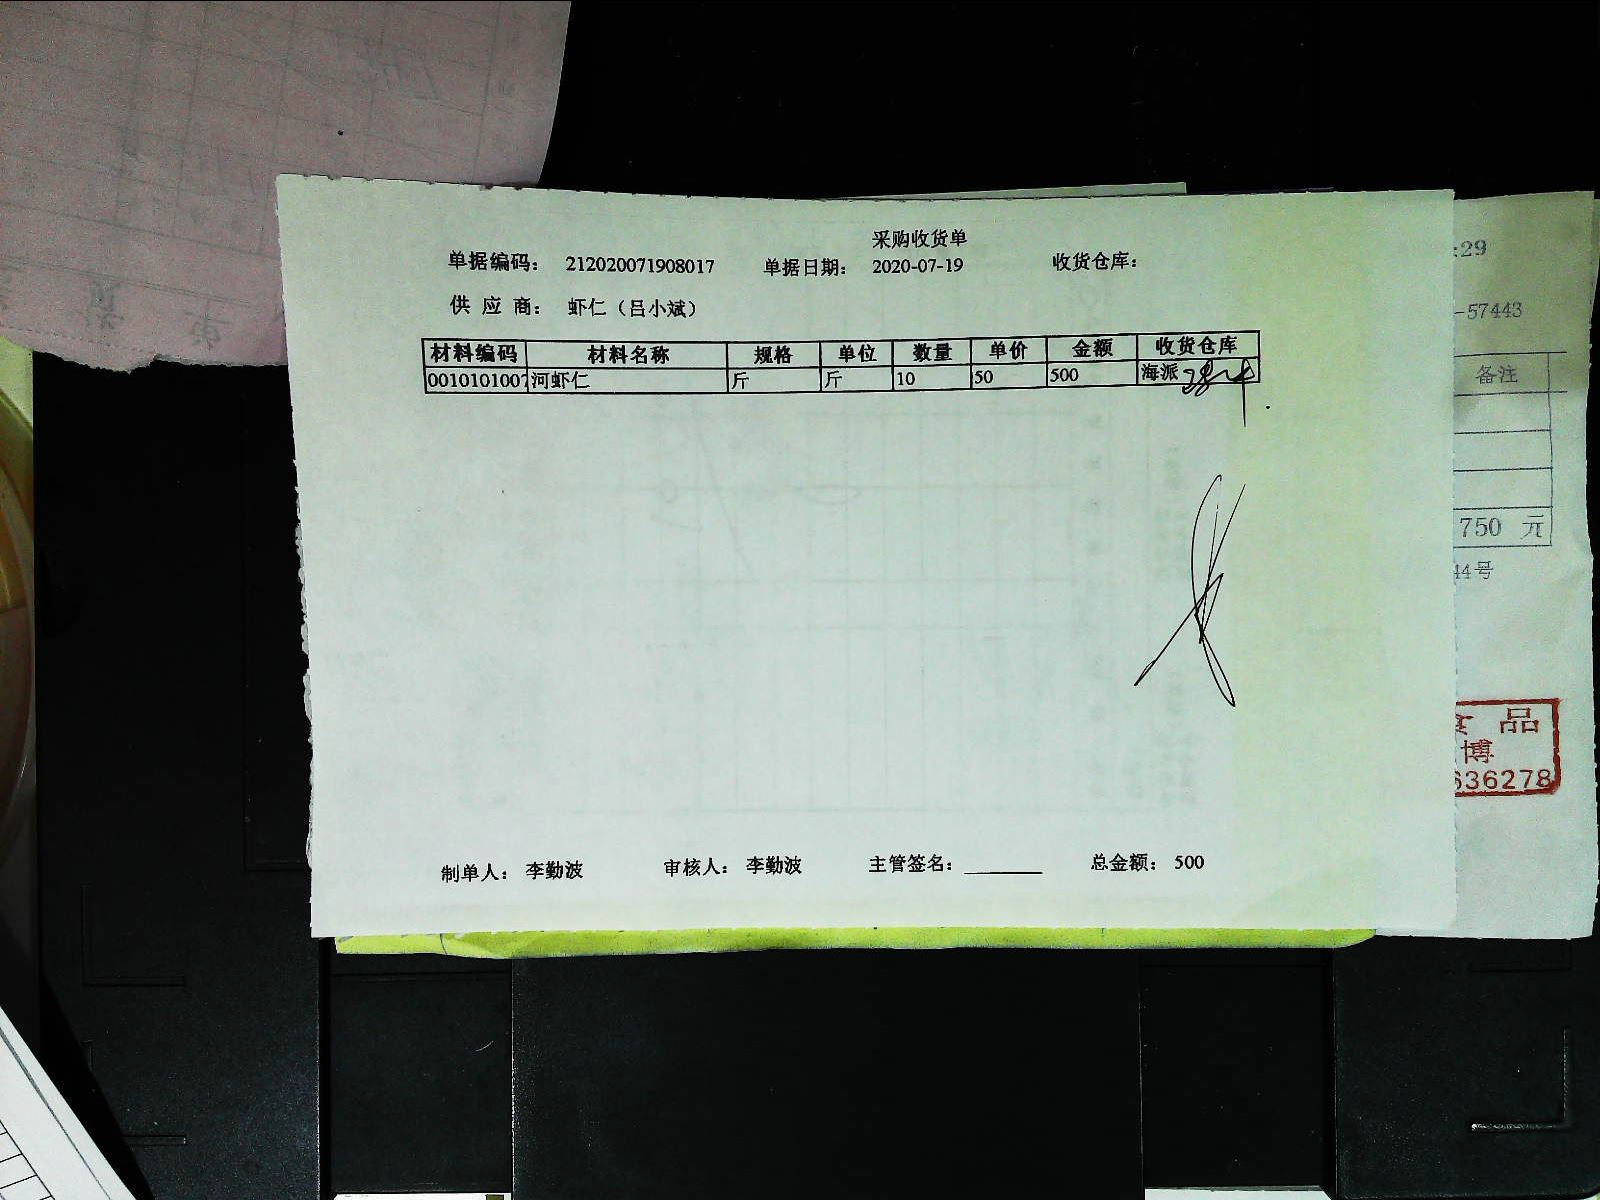 采购收货单
单据编码： 212020071908017 单据日期： 2020-07-19 收货仓库：
供 应 商： 虾仁（吕小斌）
材料编码 材料名称 规格 单位 数量 单价 金额 收货仓库
0010101007 河虾仁 斤 斤 10 50 500 海派
制单人： 李勤波 审核人： 李勤波 主管签名： 总金额： 500
:29
-57443
备注
750 元
44号
食 品
博
636278